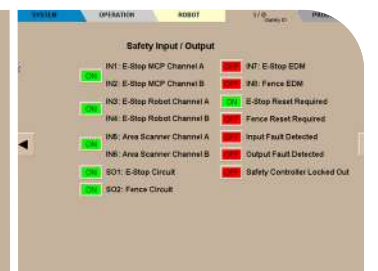 SYSTEM OPERATION ROBOT I / O
Safety IO
Safety Input / Output
ON IN1: E-Stop MCP Channel A
IN2: E-Stop MCP Channel B
ON IN3: E-Stop Robot Channel A
IN4: E-Stop Robot Channel B
ON IN5: Area Scanner Channel A
IN6: Area Scanner Channel B
ON SO1: E-Stop Circuit
ON SO2: Fence Circuit
OFF IN7: E-Stop EDM
OFF IN8: Fence EDM
ON E-Stop Reset Required
OFF Fence Reset Required
OFF Input Fault Detected
OFF Output Fault Detected
OFF Safety Controller Locked Out